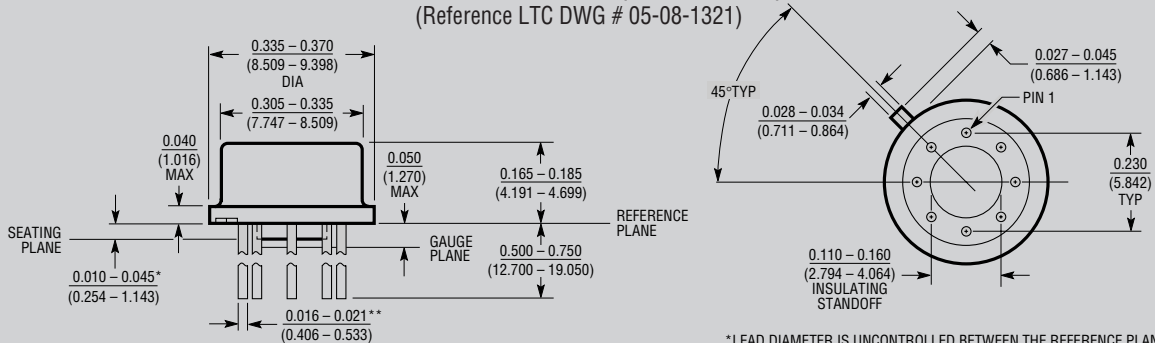 (Reference LTC DWG # 05-08-1321)
0.335 – 0.370
(8.509 – 9.398)
DIA
0.305 – 0.335
(7.747 – 8.509)
0.040
(1.016)
MAX
0.050
(1.270)
MAX
0.165 – 0.185
(4.191 – 4.699)
REFERENCE
PLANE
SEATING
PLANE
GAUGE
PLANE
0.500 – 0.750
(12.700 – 19.050)
0.010 – 0.045*
(0.254 – 1.143)
0.016 – 0.021**
(0.406 – 0.533)
45°TYP
0.028 – 0.034
(0.711 – 0.864)
0.027 – 0.045
(0.686 – 1.143)
PIN 1
0.230
(5.842)
TYP
0.110 – 0.160
(2.794 – 4.064)
INSULATING
STANDOFF
*LEAD DIAMETER IS UNCONTROLLED BETWEEN THE REFERENCE PLAN